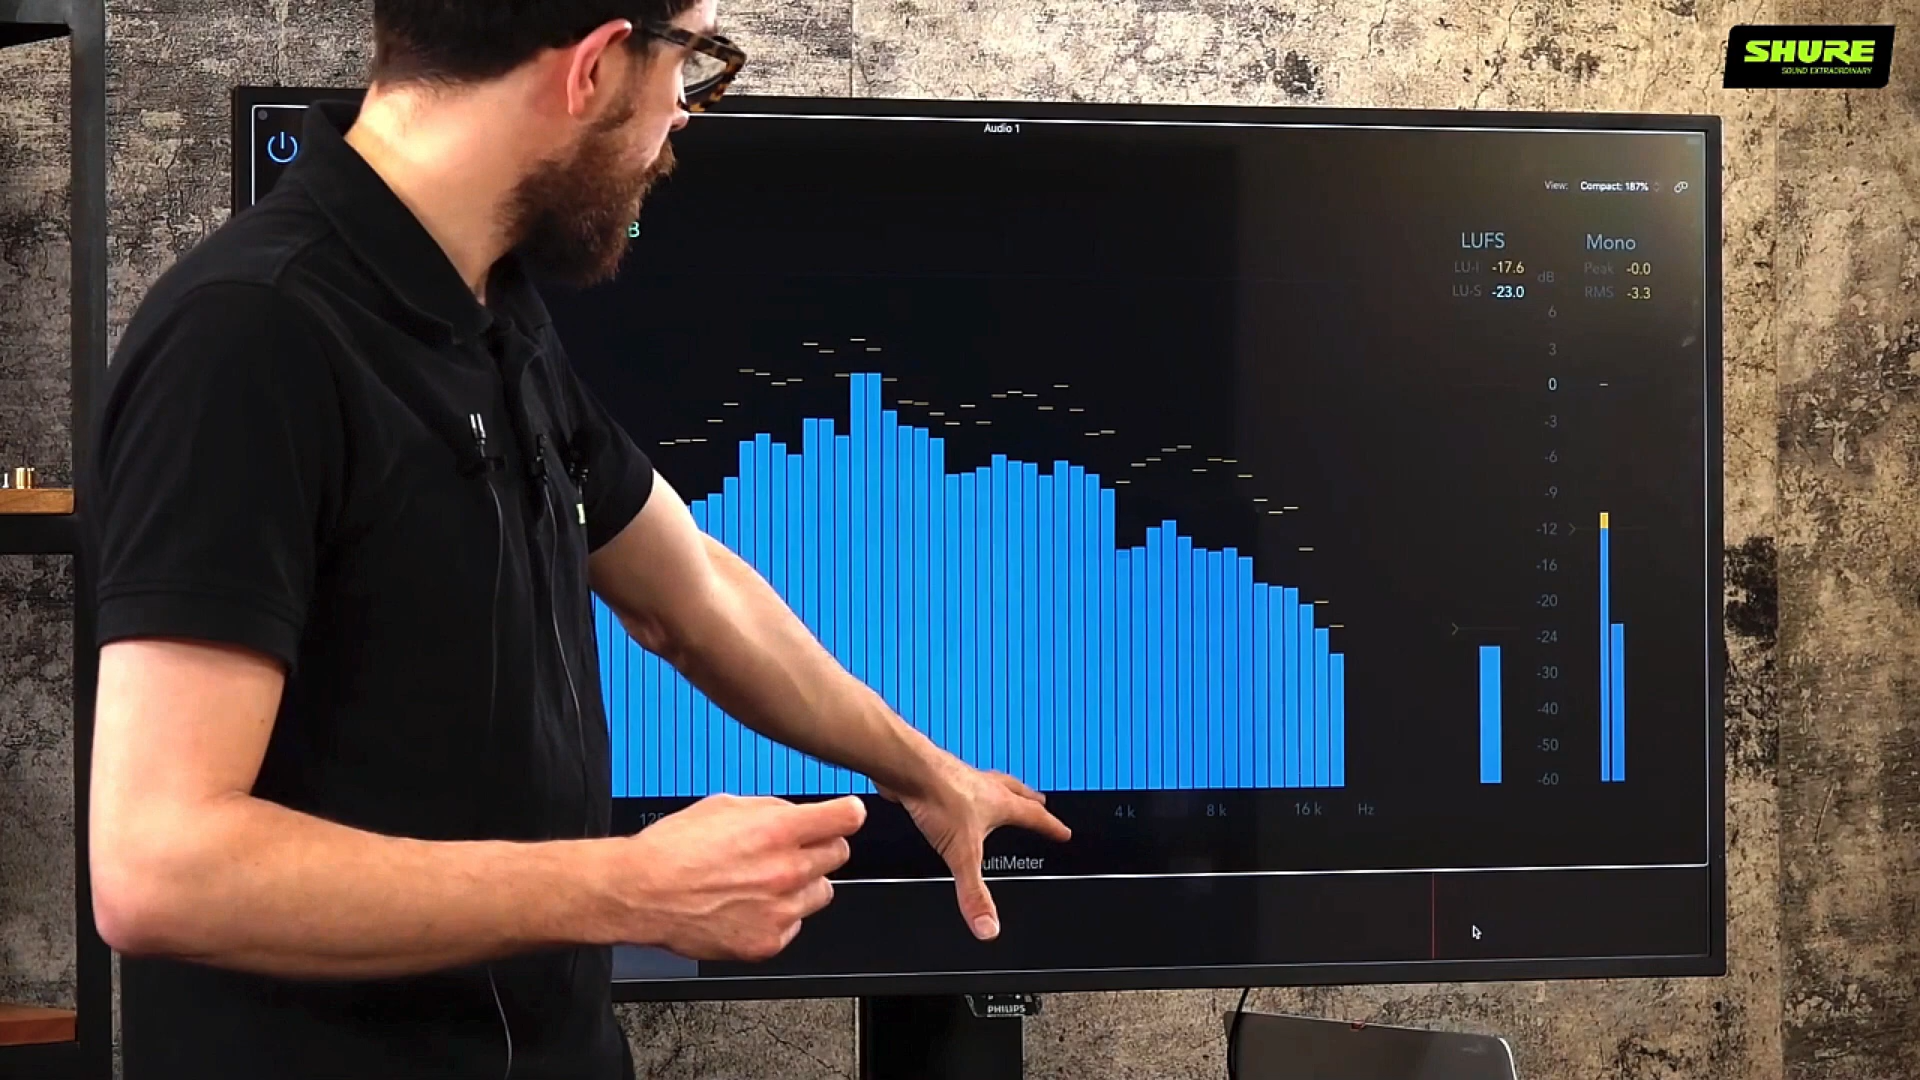 SHURE
SOUND EXTRAORDINARY
Audio 1
View: Compact: 187%
B
LUFS
LU-I -17.6
LU-S -23.0
Mono
Peak -0.0
RMS -3.3
dB
6
3
0
-3
-6
-9
-12
-16
-20
-24
-30
-40
-50
-60
125
4 k
8 k
16 k
Hz
ultiMeter
PHILIPS